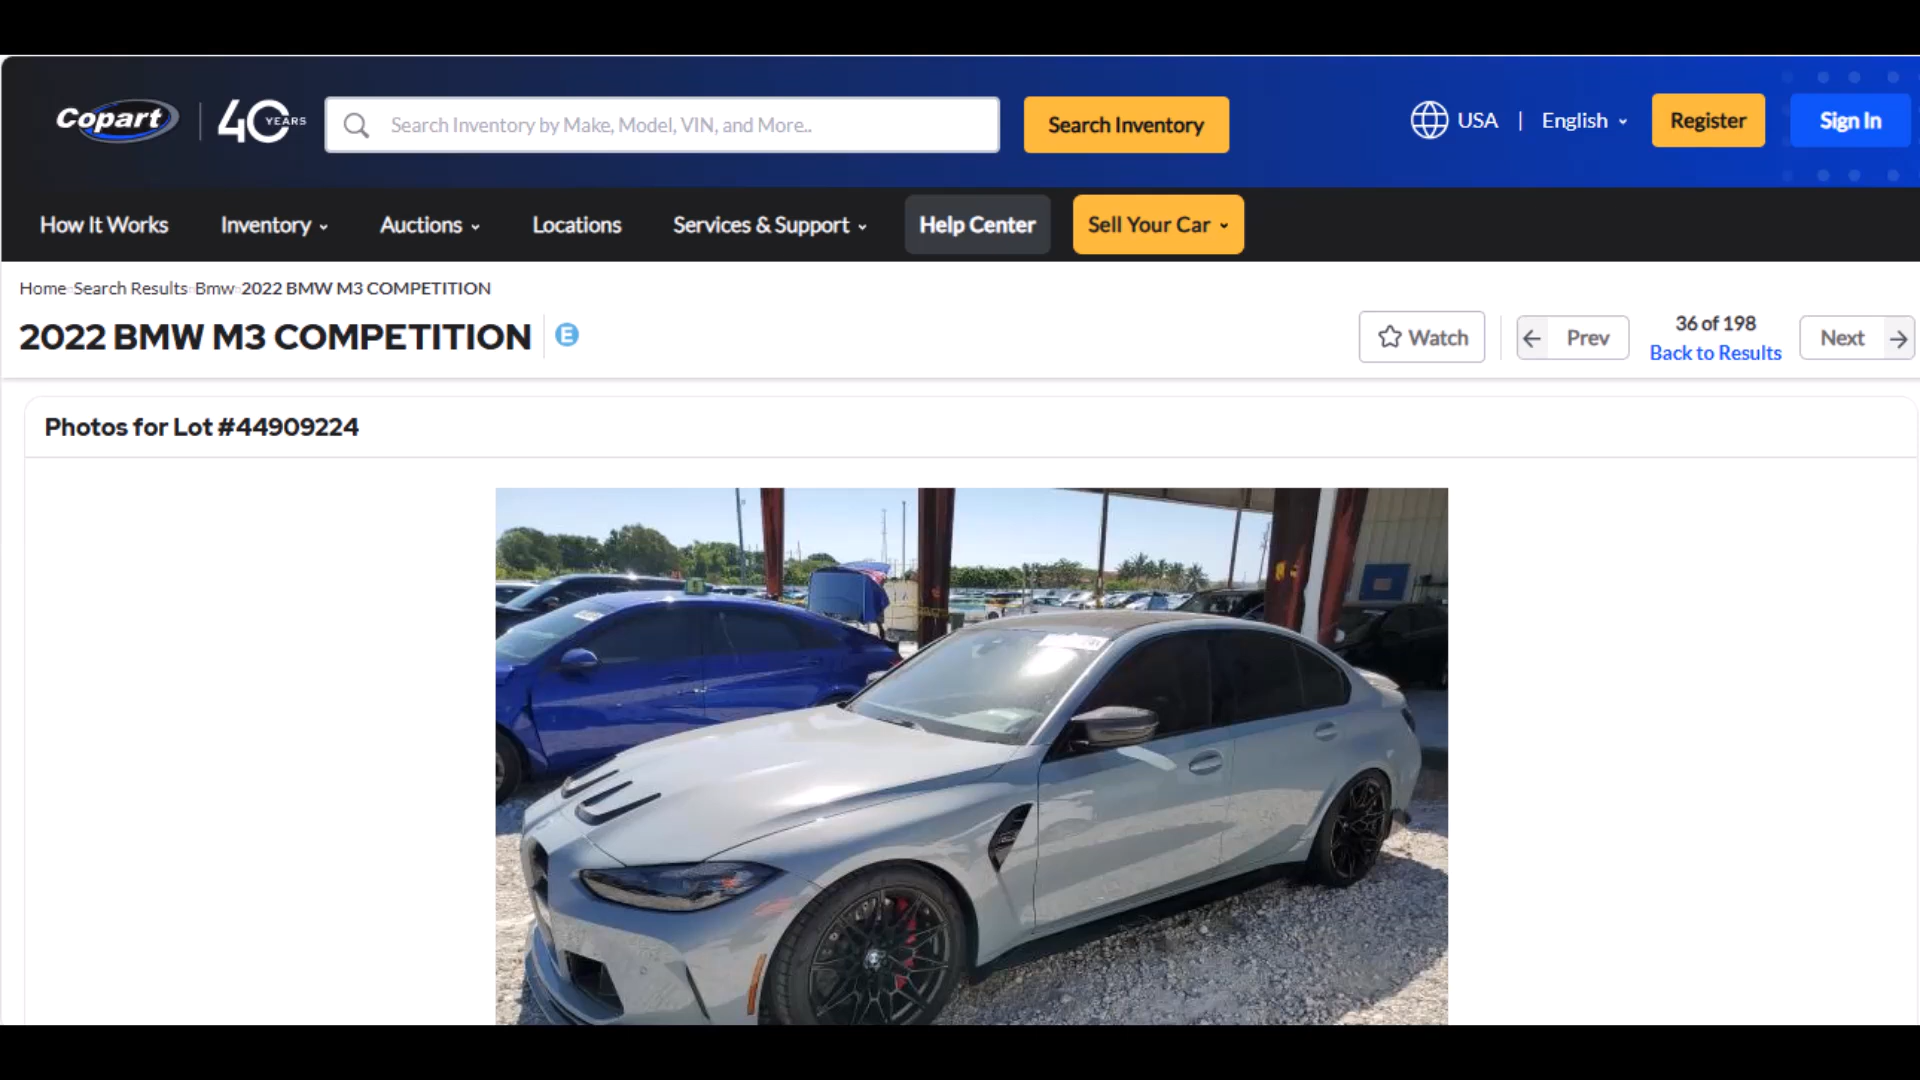 Copart
40 YEARS
Search Inventory by Make, Model, VIN, and More..
Search Inventory
USA | English
Register
Sign In
How It Works
Inventory
Auctions
Locations
Services & Support
Help Center
Sell Your Car
Home Search Results Bmw 2022 BMW M3 COMPETITION
2022 BMW M3 COMPETITION
E
Watch
Prev
36 of 198
Back to Results
Next
Photos for Lot #44909224